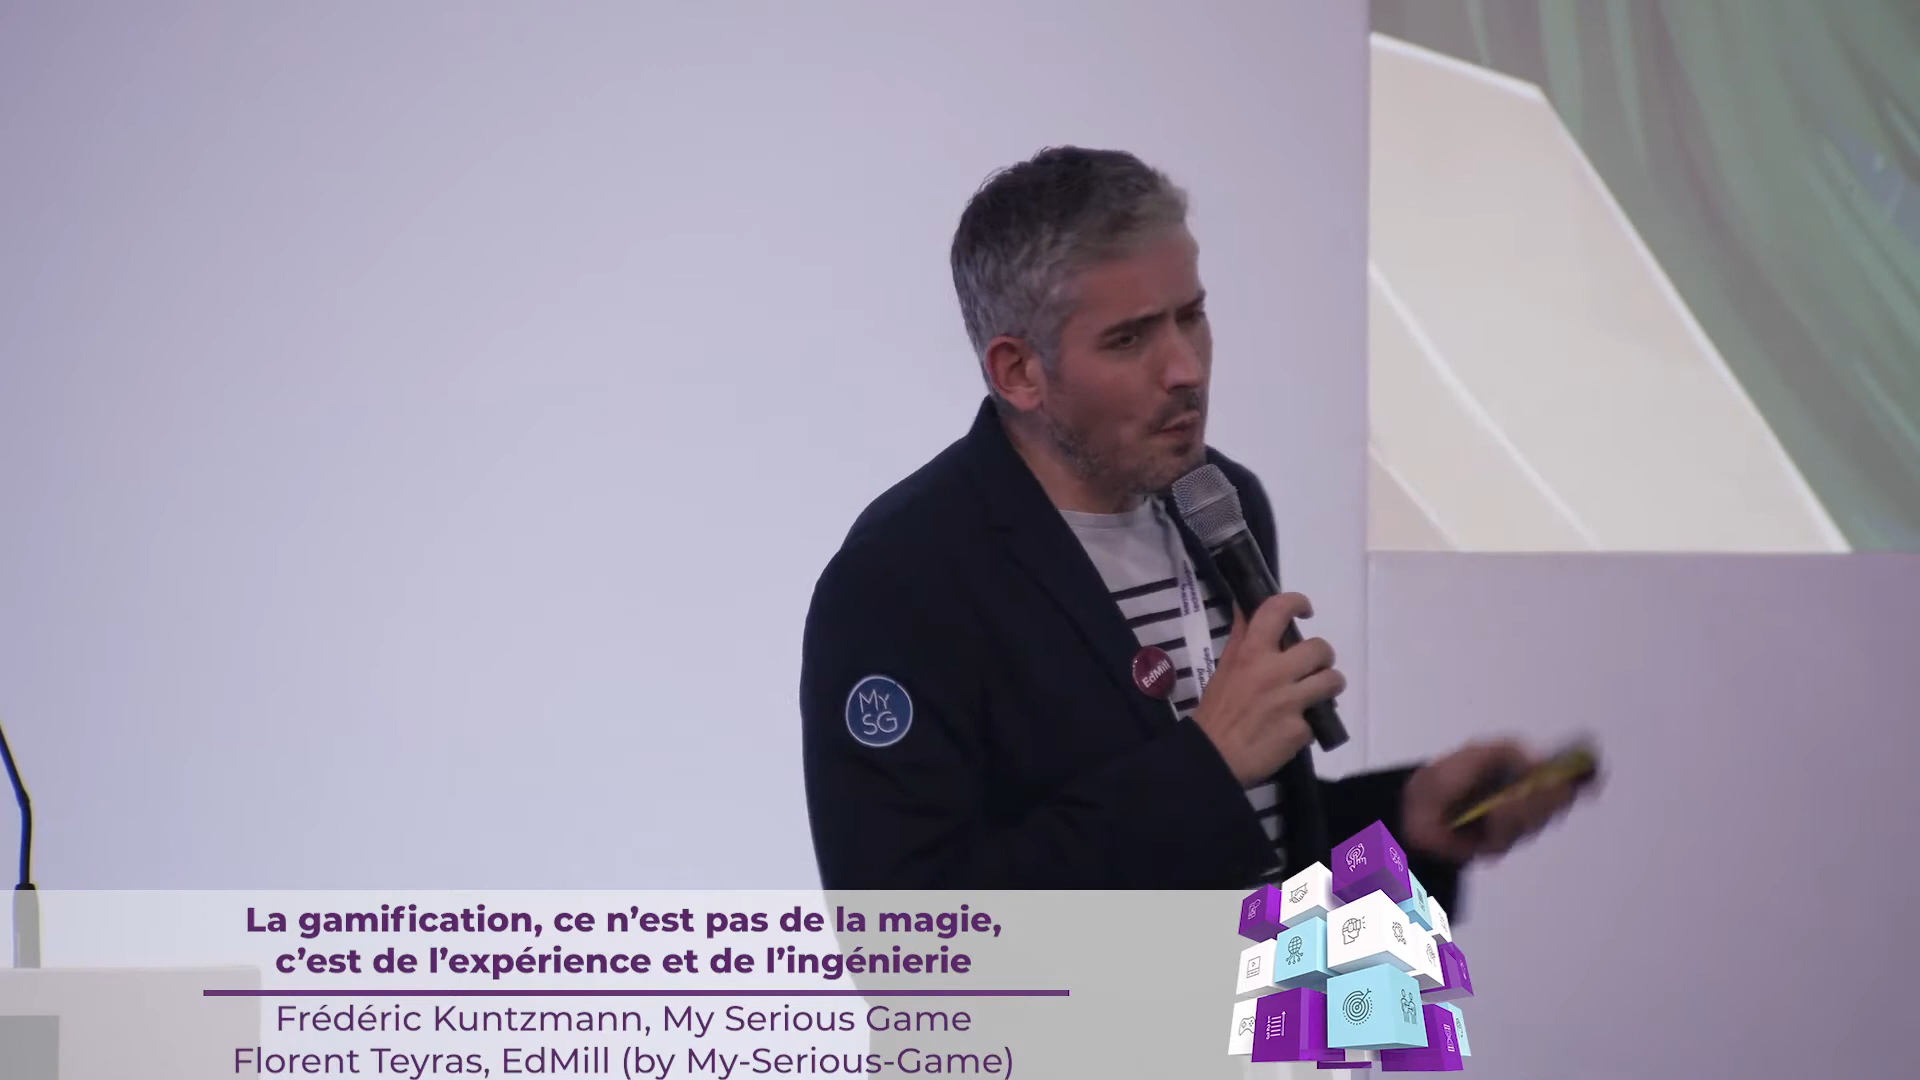 MY
SG
EdMill
La gamification, ce n’est pas de la magie,
c’est de l’expérience et de l’ingénierie
Frédéric Kuntzmann, My Serious Game
Florent Teyras, EdMill (by My-Serious-Game)